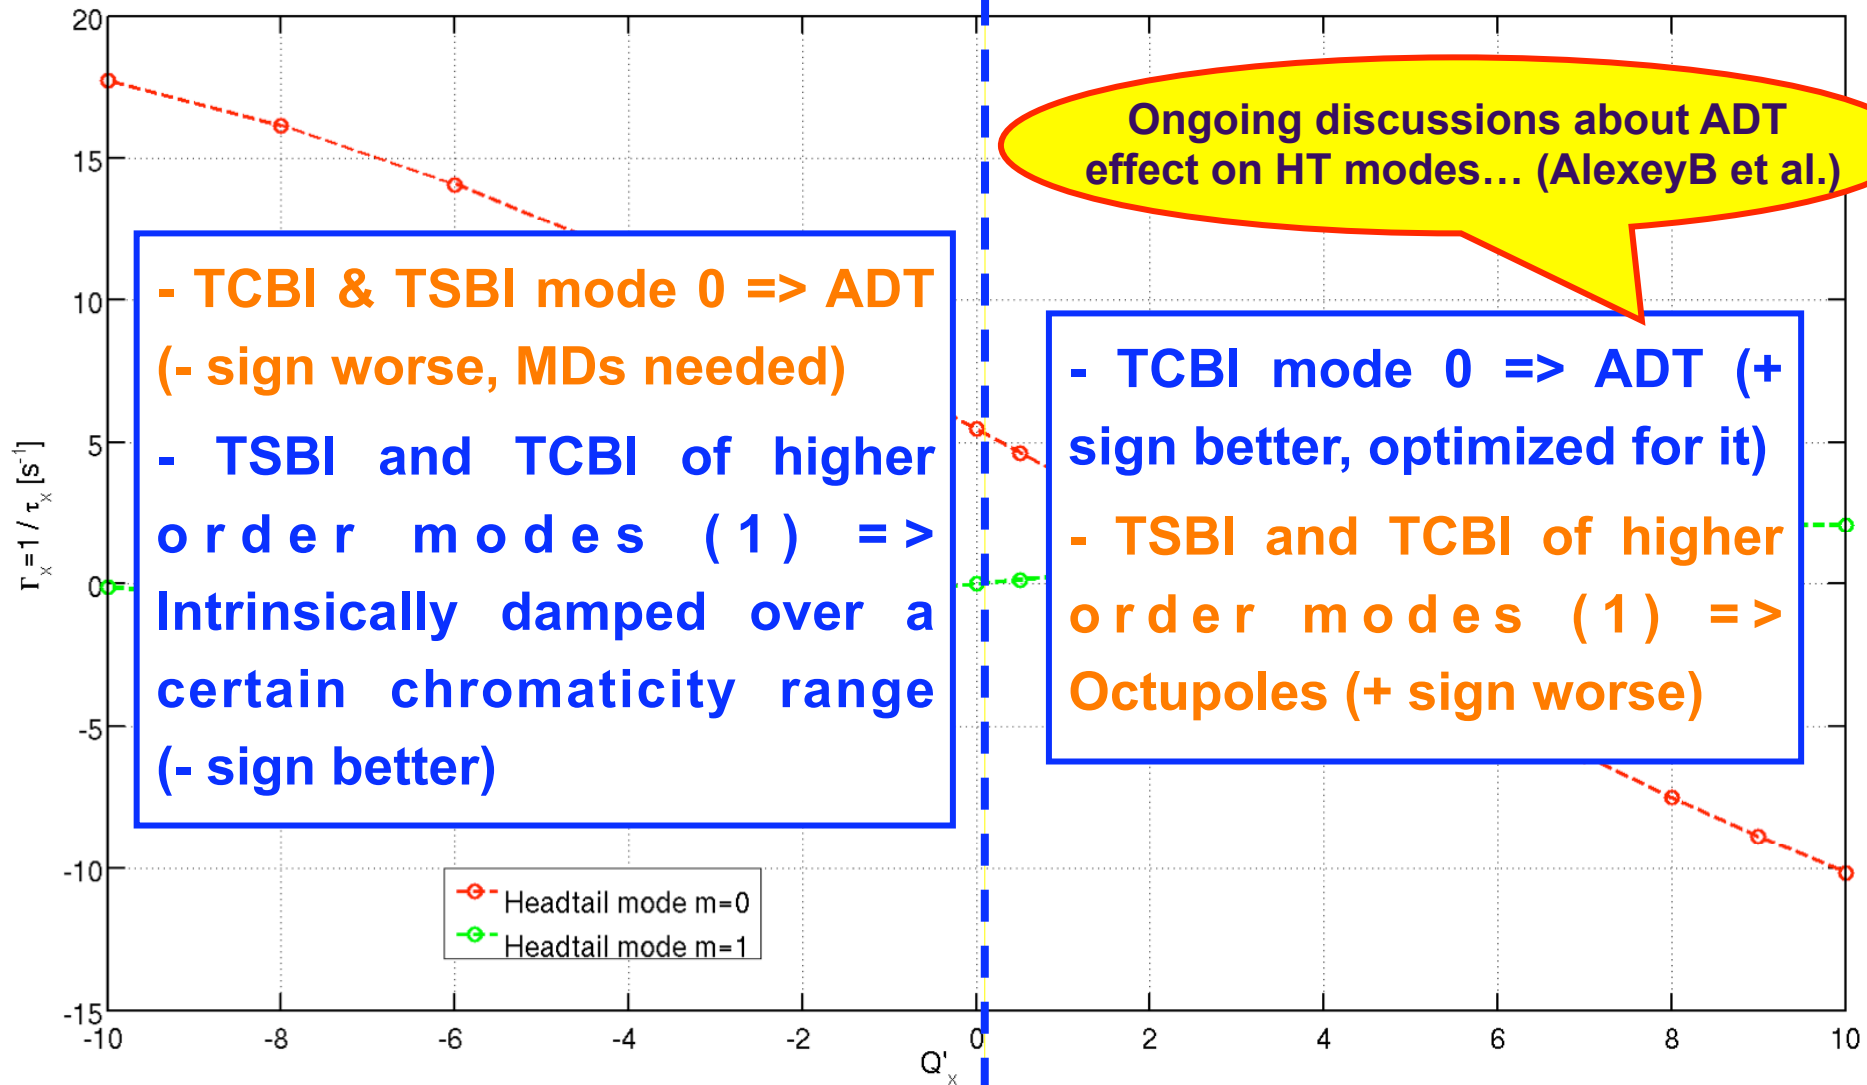 Ongoing discussions about ADT
effect on HT modes… (AlexeyB et al.)
- TCBI & TSBI mode 0 => ADT
(- sign worse, MDs needed)
- TSBI and TCBI of higher
order modes (1) =>
Intrinsically damped over a
certain chromaticity range
(- sign better)
- TCBI mode 0 => ADT (+
sign better, optimized for it)
- TSBI and TCBI of higher
order modes (1) =>
Octupoles (+ sign worse)
Γx = 1 / τx [s-1]
20
15
10
5
0
-5
-10
-15
Headtail mode m=0
Headtail mode m=1
-10 -8 -6 -4 -2 0 2 4 6 8 10
Q'x